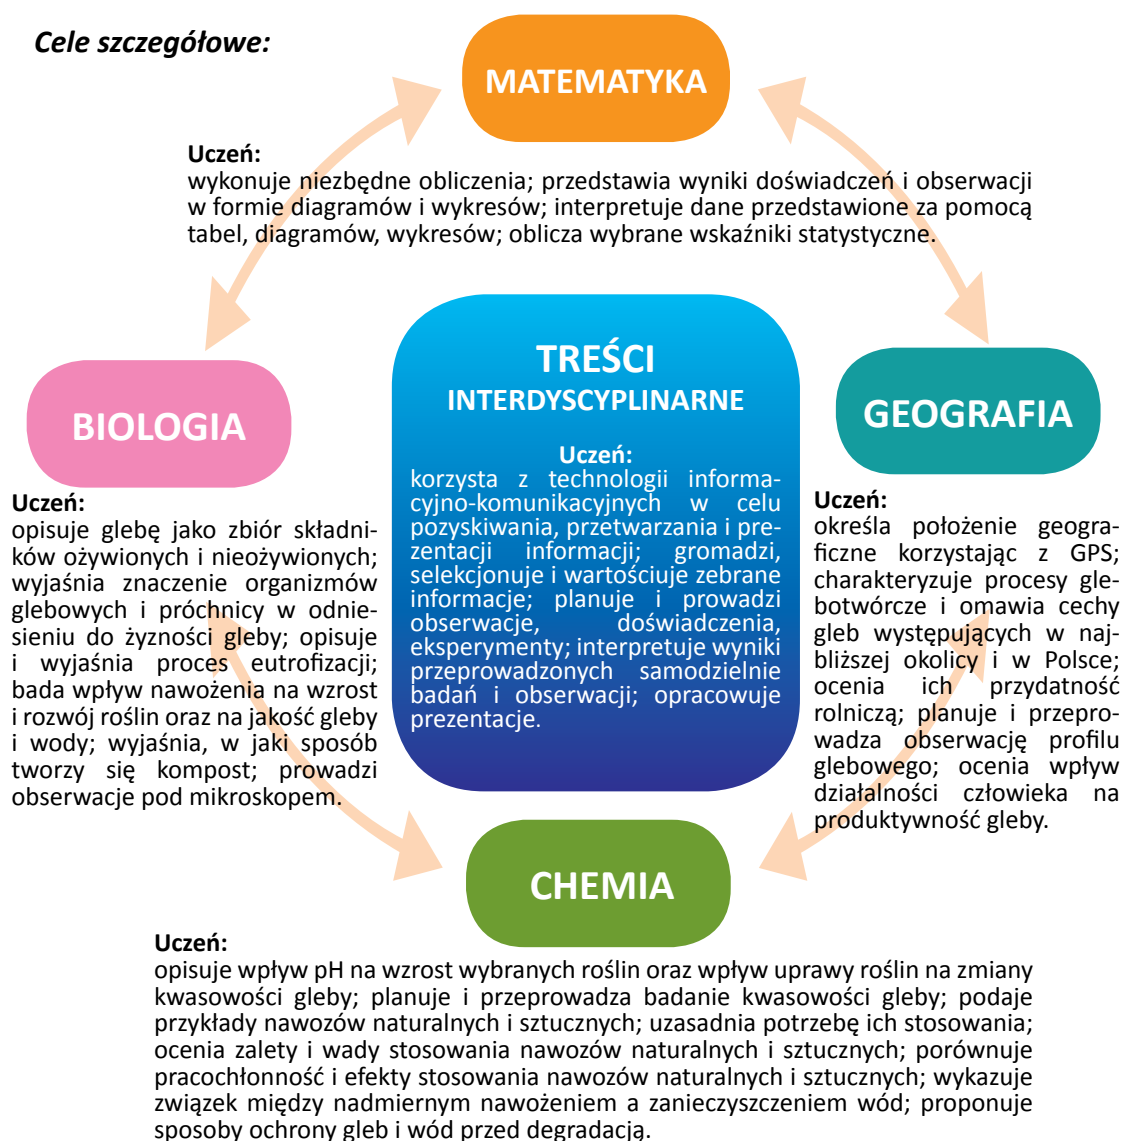 Cele szczegółowe:
MATEMATYKA
Uczeń:
wykonuje niezbędne obliczenia; przedstawia wyniki doświadczeń i obserwacji
w formie diagramów i wykresów; interpretuje dane przedstawione za pomocą
tabel, diagramów, wykresów; oblicza wybrane wskaźniki statystyczne.
BIOLOGIA
Uczeń:
opisuje glebę jako zbiór składni-
ków ożywionych i nieożywionych;
wyjaśnia znaczenie organizmów
glebowych i próchnicy w odnie-
sieniu do żyzności gleby; opisuje
i wyjaśnia proces eutrofizacji;
bada wpływ nawożenia na wzrost
i rozwój roślin oraz na jakość gleby
i wody; wyjaśnia, w jaki sposób
tworzy się kompost; prowadzi
obserwacje pod mikroskopem.
TREŚCI
INTERDYSCYPLINARNE
Uczeń:
korzysta z technologii informa-
cyjno-komunikacyjnych w celu
pozyskiwania, przetwarzania i pre-
zentacji informacji; gromadzi,
selekcjonuje i wartościuje zebrane
informacje; planuje i prowadzi
obserwacje, doświadczenia,
eksperymenty; interpretuje wyniki
przeprowadzonych samodzielnie
badań i obserwacji; opracowuje
prezentacje.
GEOGRAFIA
Uczeń:
określa położenie geogra-
ficzne korzystając z GPS;
charakteryzuje procesy gle-
botwórcze i omawia cechy
gleb występujących w naj-
bliższej okolicy i w Polsce;
ocenia ich przydatność
rolniczą; planuje i przepro-
wadza obserwację profilu
glebowego; ocenia wpływ
działalności człowieka na
produktywność gleby.
CHEMIA
Uczeń:
opisuje wpływ pH na wzrost wybranych roślin oraz wpływ uprawy roślin na zmiany
kwasowości gleby; planuje i przeprowadza badanie kwasowości gleby; podaje
przykłady nawozów naturalnych i sztucznych; uzasadnia potrzebę ich stosowania;
ocenia zalety i wady stosowania nawozów naturalnych i sztucznych; porównuje
pracochłonność i efekty stosowania nawozów naturalnych i sztucznych; wykazuje
związek między nadmiernym nawożeniem a zanieczyszczeniem wód; proponuje
sposoby ochrony gleb i wód przed degradacją.